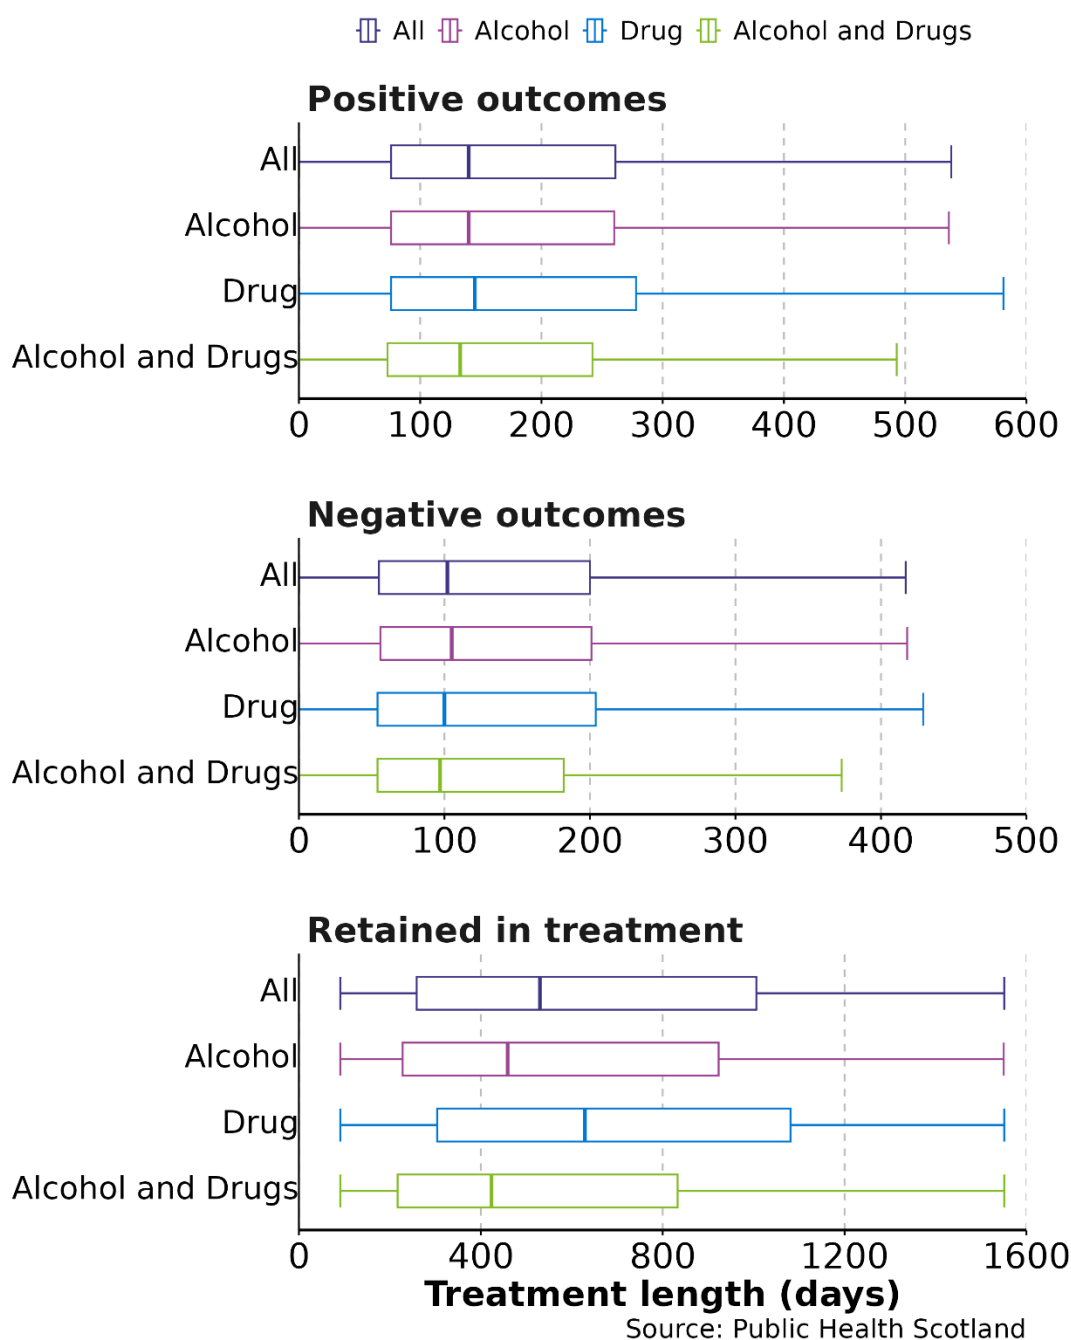 All Alcohol Drug Alcohol and Drugs
Positive outcomes
All
Alcohol
Drug
Alcohol and Drugs
0 100 200 300 400 500 600
Negative outcomes
All
Alcohol
Drug
Alcohol and Drugs
0 100 200 300 400 500
Retained in treatment
All
Alcohol
Drug
Alcohol and Drugs
0 400 800 1200 1600
Treatment length (days)
Source: Public Health Scotland